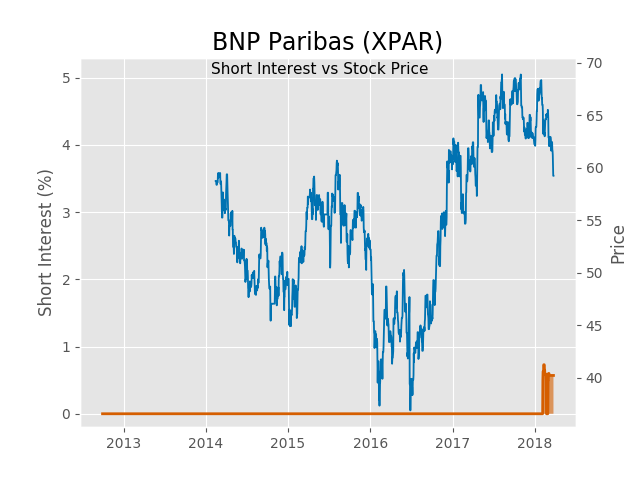 BNP Paribas (XPAR)
Short Interest vs Stock Price
Short Interest (%)
5
4
3
2
1
0
70
65
60
55
50
45
40
Price
2013 2014 2015 2016 2017 2018